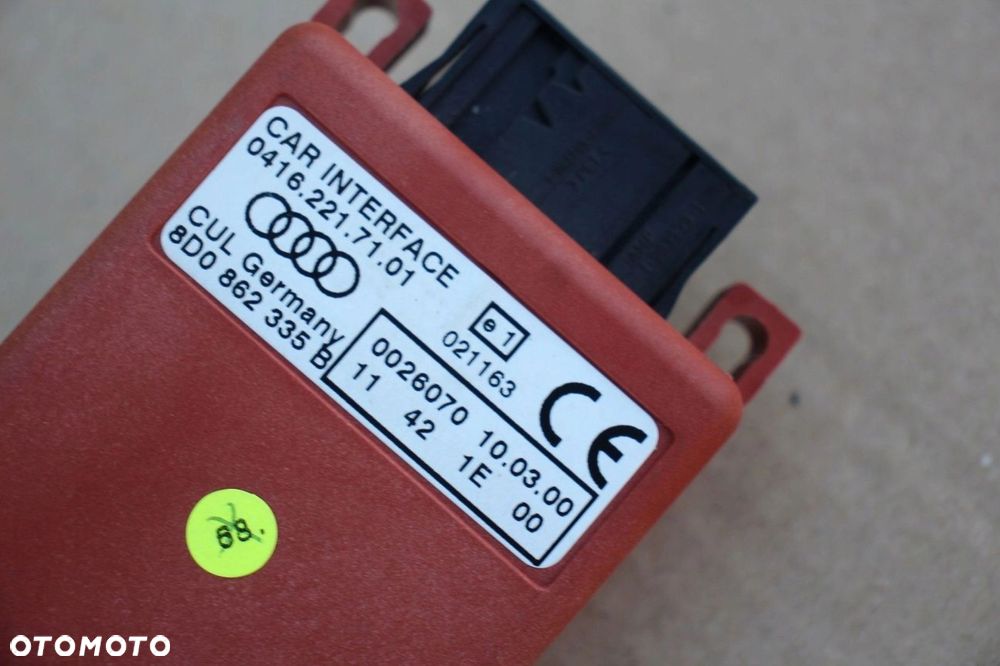 CAR INTERFACE
0416.221.71.01
e1
021163
CE
CUL Germany
8D0 862 335 B
0026070 10.03.00
11 42 1E 00
OTOMOTO